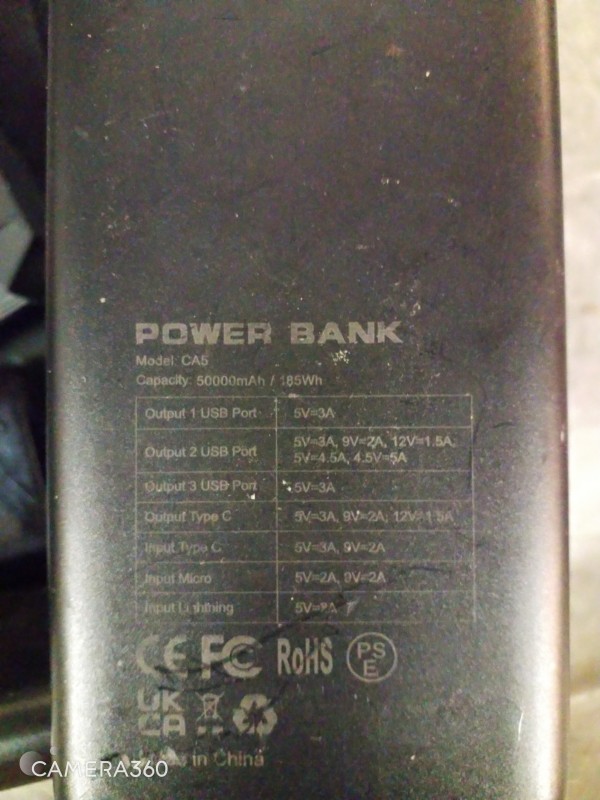 POWER BANK
Model: CA5
Capacity: 50000mAh / 185Wh
Output 1 USB Port 5V=3A
Output 2 USB Port 5V=3A, 9V=2A, 12V=1.5A,
5V=4.5A, 4.5V=5A
Output 3 USB Port 5V=3A
Output Type C 5V=3A, 9V=2A, 12V=1.5A
Input Type C 5V=3A, 9V=2A
Input Micro 5V=2A, 9V=2A
Input Lighthing
CE FC RoHS PS
E
UK
CA
in China
CAMERA360